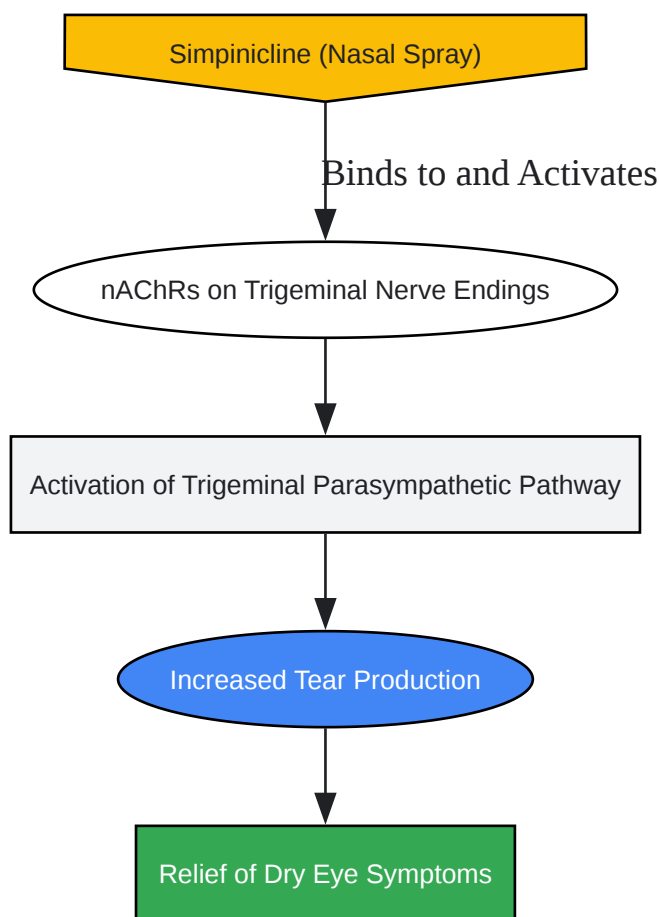 Simpinicline (Nasal Spray)
Binds to and Activates
nAChRs on Trigeminal Nerve Endings
Activation of Trigeminal Parasympathetic Pathway
Increased Tear Production
Relief of Dry Eye Symptoms